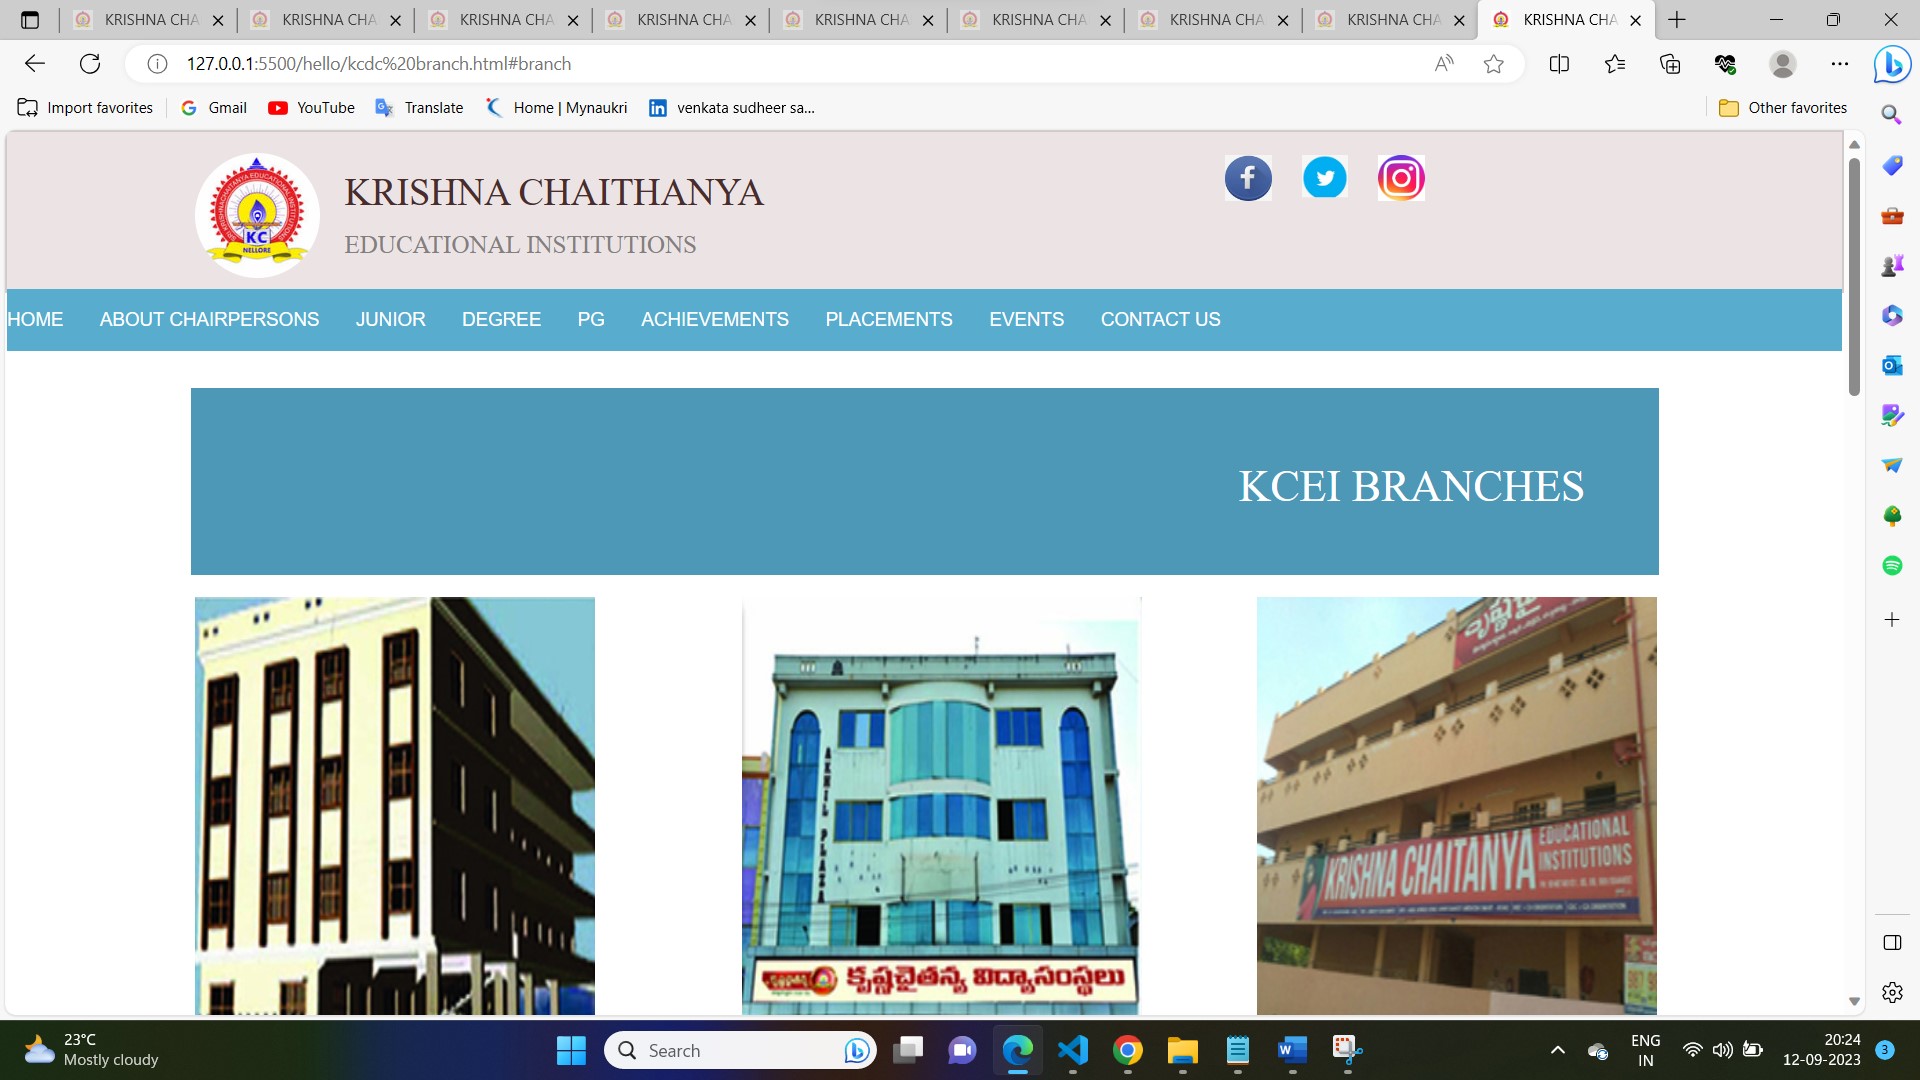 KRISHNA CHA
KRISHNA CHA
KRISHNA CHA
KRISHNA CHA
KRISHNA CHA
KRISHNA CHA
KRISHNA CHA
KRISHNA CHA
KRISHNA CHA
127.0.0.1:5500/hello/kcdc%20branch.html#branch
Import favorites
Gmail
YouTube
Translate
Home | Mynaukri
venkata sudheer sa...
Other favorites
KC
NELLORE
KRISHNA CHAITHANYA
EDUCATIONAL INSTITUTIONS
HOME ABOUT CHAIRPERSONS JUNIOR DEGREE PG ACHIEVEMENTS PLACEMENTS EVENTS CONTACT US
KCEI BRANCHES
AKHIL PLAZA
కృష్ణచైతన్య విద్యాసంస్థలు
KRISHNA CHAITANYA
EDUCATIONAL
INSTITUTIONS
23°C
Mostly cloudy
Search
ENG
IN
20:24
12-09-2023
3